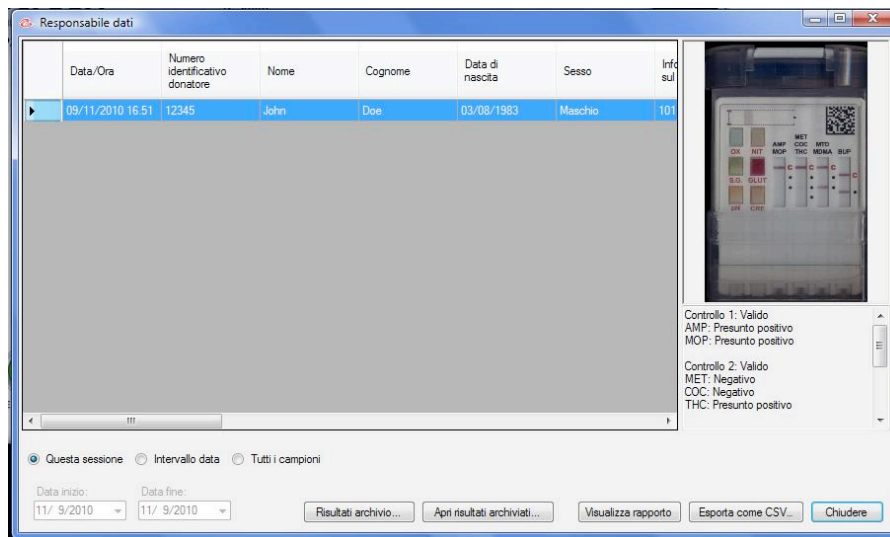 Responsabile dati
Data/Ora
Numero
identificativo
donatore
Nome
Cognome
Data di
nascita
Sesso
Info
sul
09/11/2010 16.51
12345
John
Doe
03/08/1983
Maschio
101
OX NIT
S.G. GLUT
pH CRE
AMP
MOP
MET
COC
THC
MTD
MDMA
BUP
C C C C
Controllo 1: Valido
AMP: Presunto positivo
MOP: Presunto positivo
Controllo 2: Valido
MET: Negativo
COC: Negativo
THC: Presunto positivo
Questa sessione
Intervallo data
Tutti i campioni
Data inizio:
Data fine:
11/ 9/2010
11/ 9/2010
Risultati archivio...
Apri risultati archiviati...
Visualizza rapporto
Esporta come CSV...
Chiudere